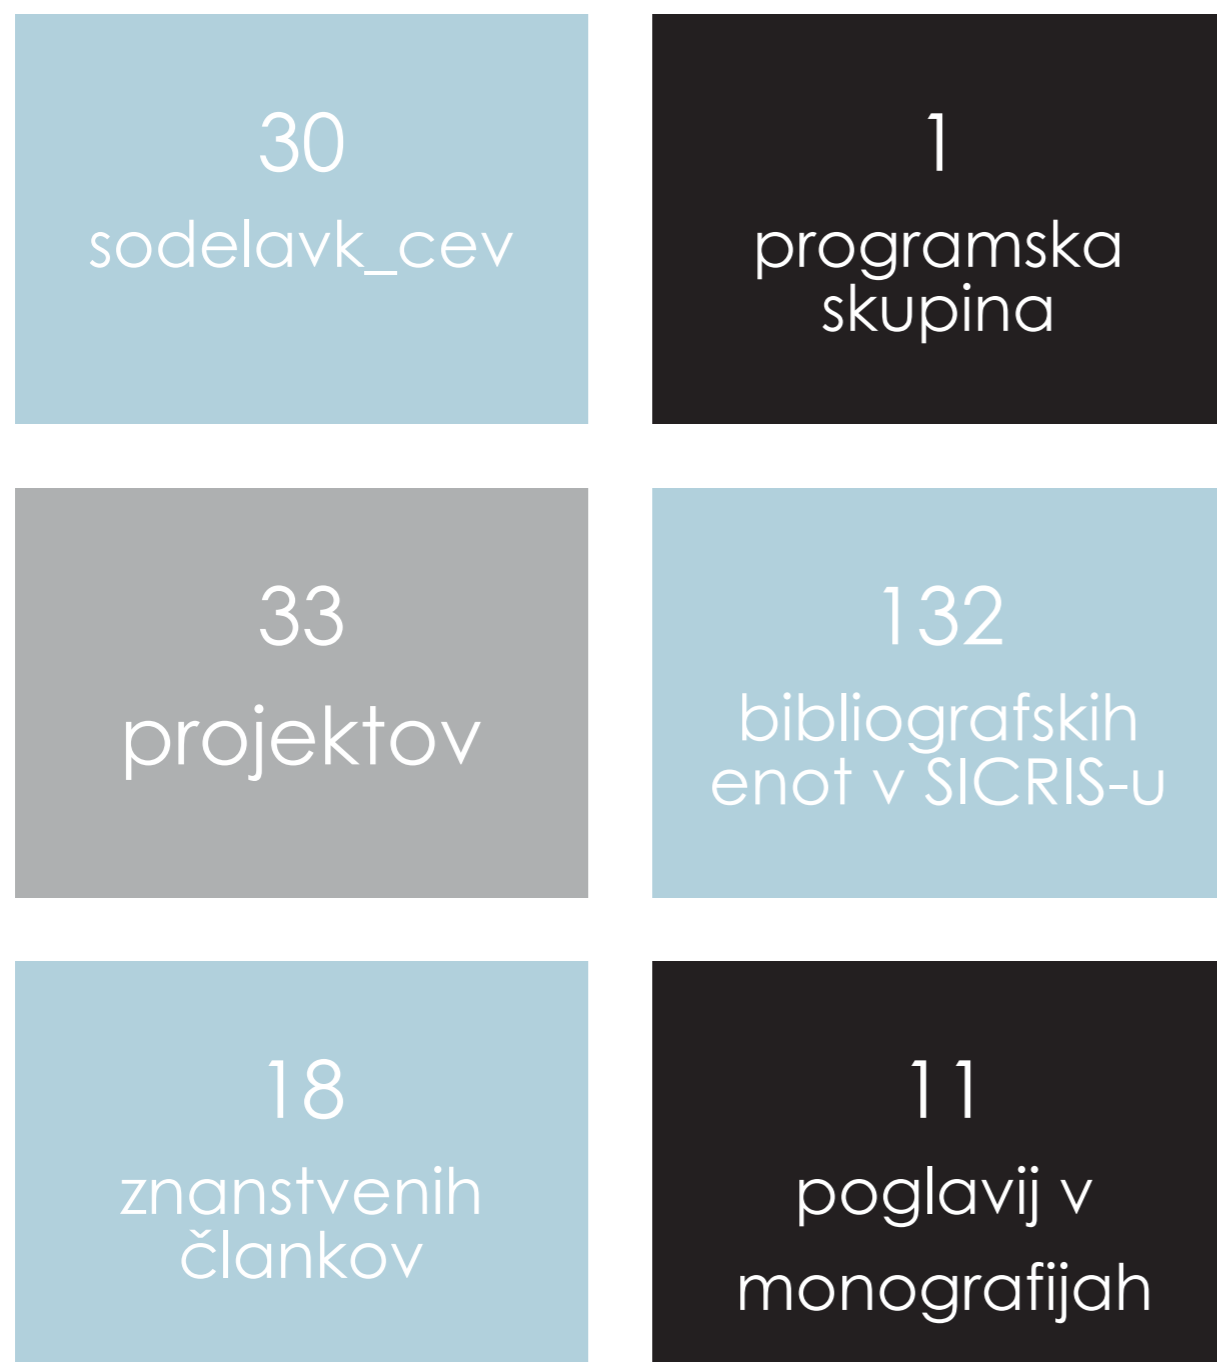 30
sodelavk_cev
1
programska
skupina
33
projektov
132
bibliografskih
enot v SICRIS-u
18
znanstvenih
člankov
11
poglavij v
monografijah